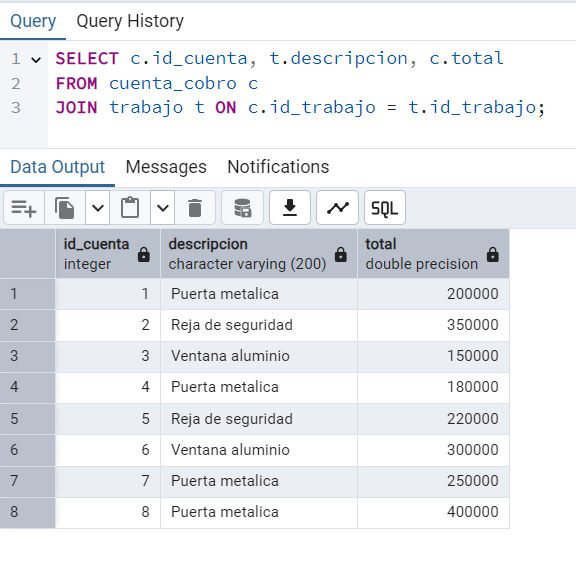 Query Query History
1 SELECT c.id_cuenta, t.descripcion, c.total
2 FROM cuenta_cobro c
3 JOIN trabajo t ON c.id_trabajo = t.id_trabajo;
Data Output Messages Notifications
SQL
id_cuenta descripcion total
integer character varying (200) double precision
1 1 Puerta metalica 200000
2 2 Reja de seguridad 350000
3 3 Ventana aluminio 150000
4 4 Puerta metalica 180000
5 5 Reja de seguridad 220000
6 6 Ventana aluminio 300000
7 7 Puerta metalica 250000
8 8 Puerta metalica 400000